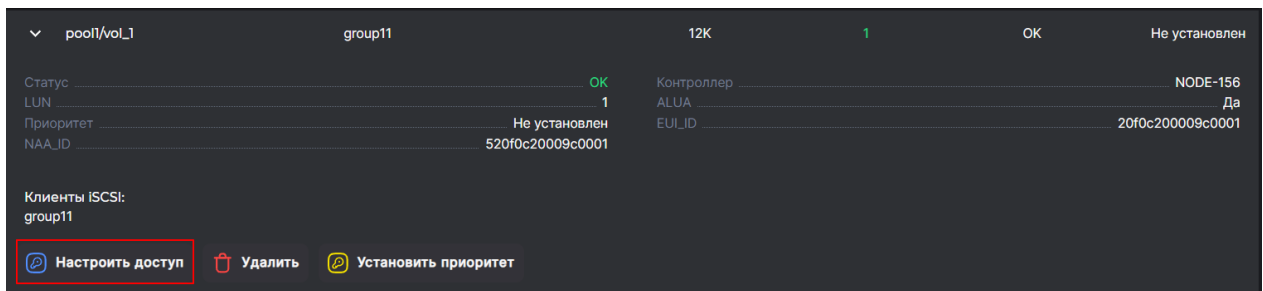 pool1/vol_1 group11 12K 1 OK Не установлен
Статус OK Контроллер NODE-156
LUN 1 ALUA Да
Приоритет Не установлен EUI_ID 20f0c200009c0001
NAA_ID 520f0c20009c0001
Клиенты iSCSI:
group11
Настроить доступ Удалить Установить приоритет